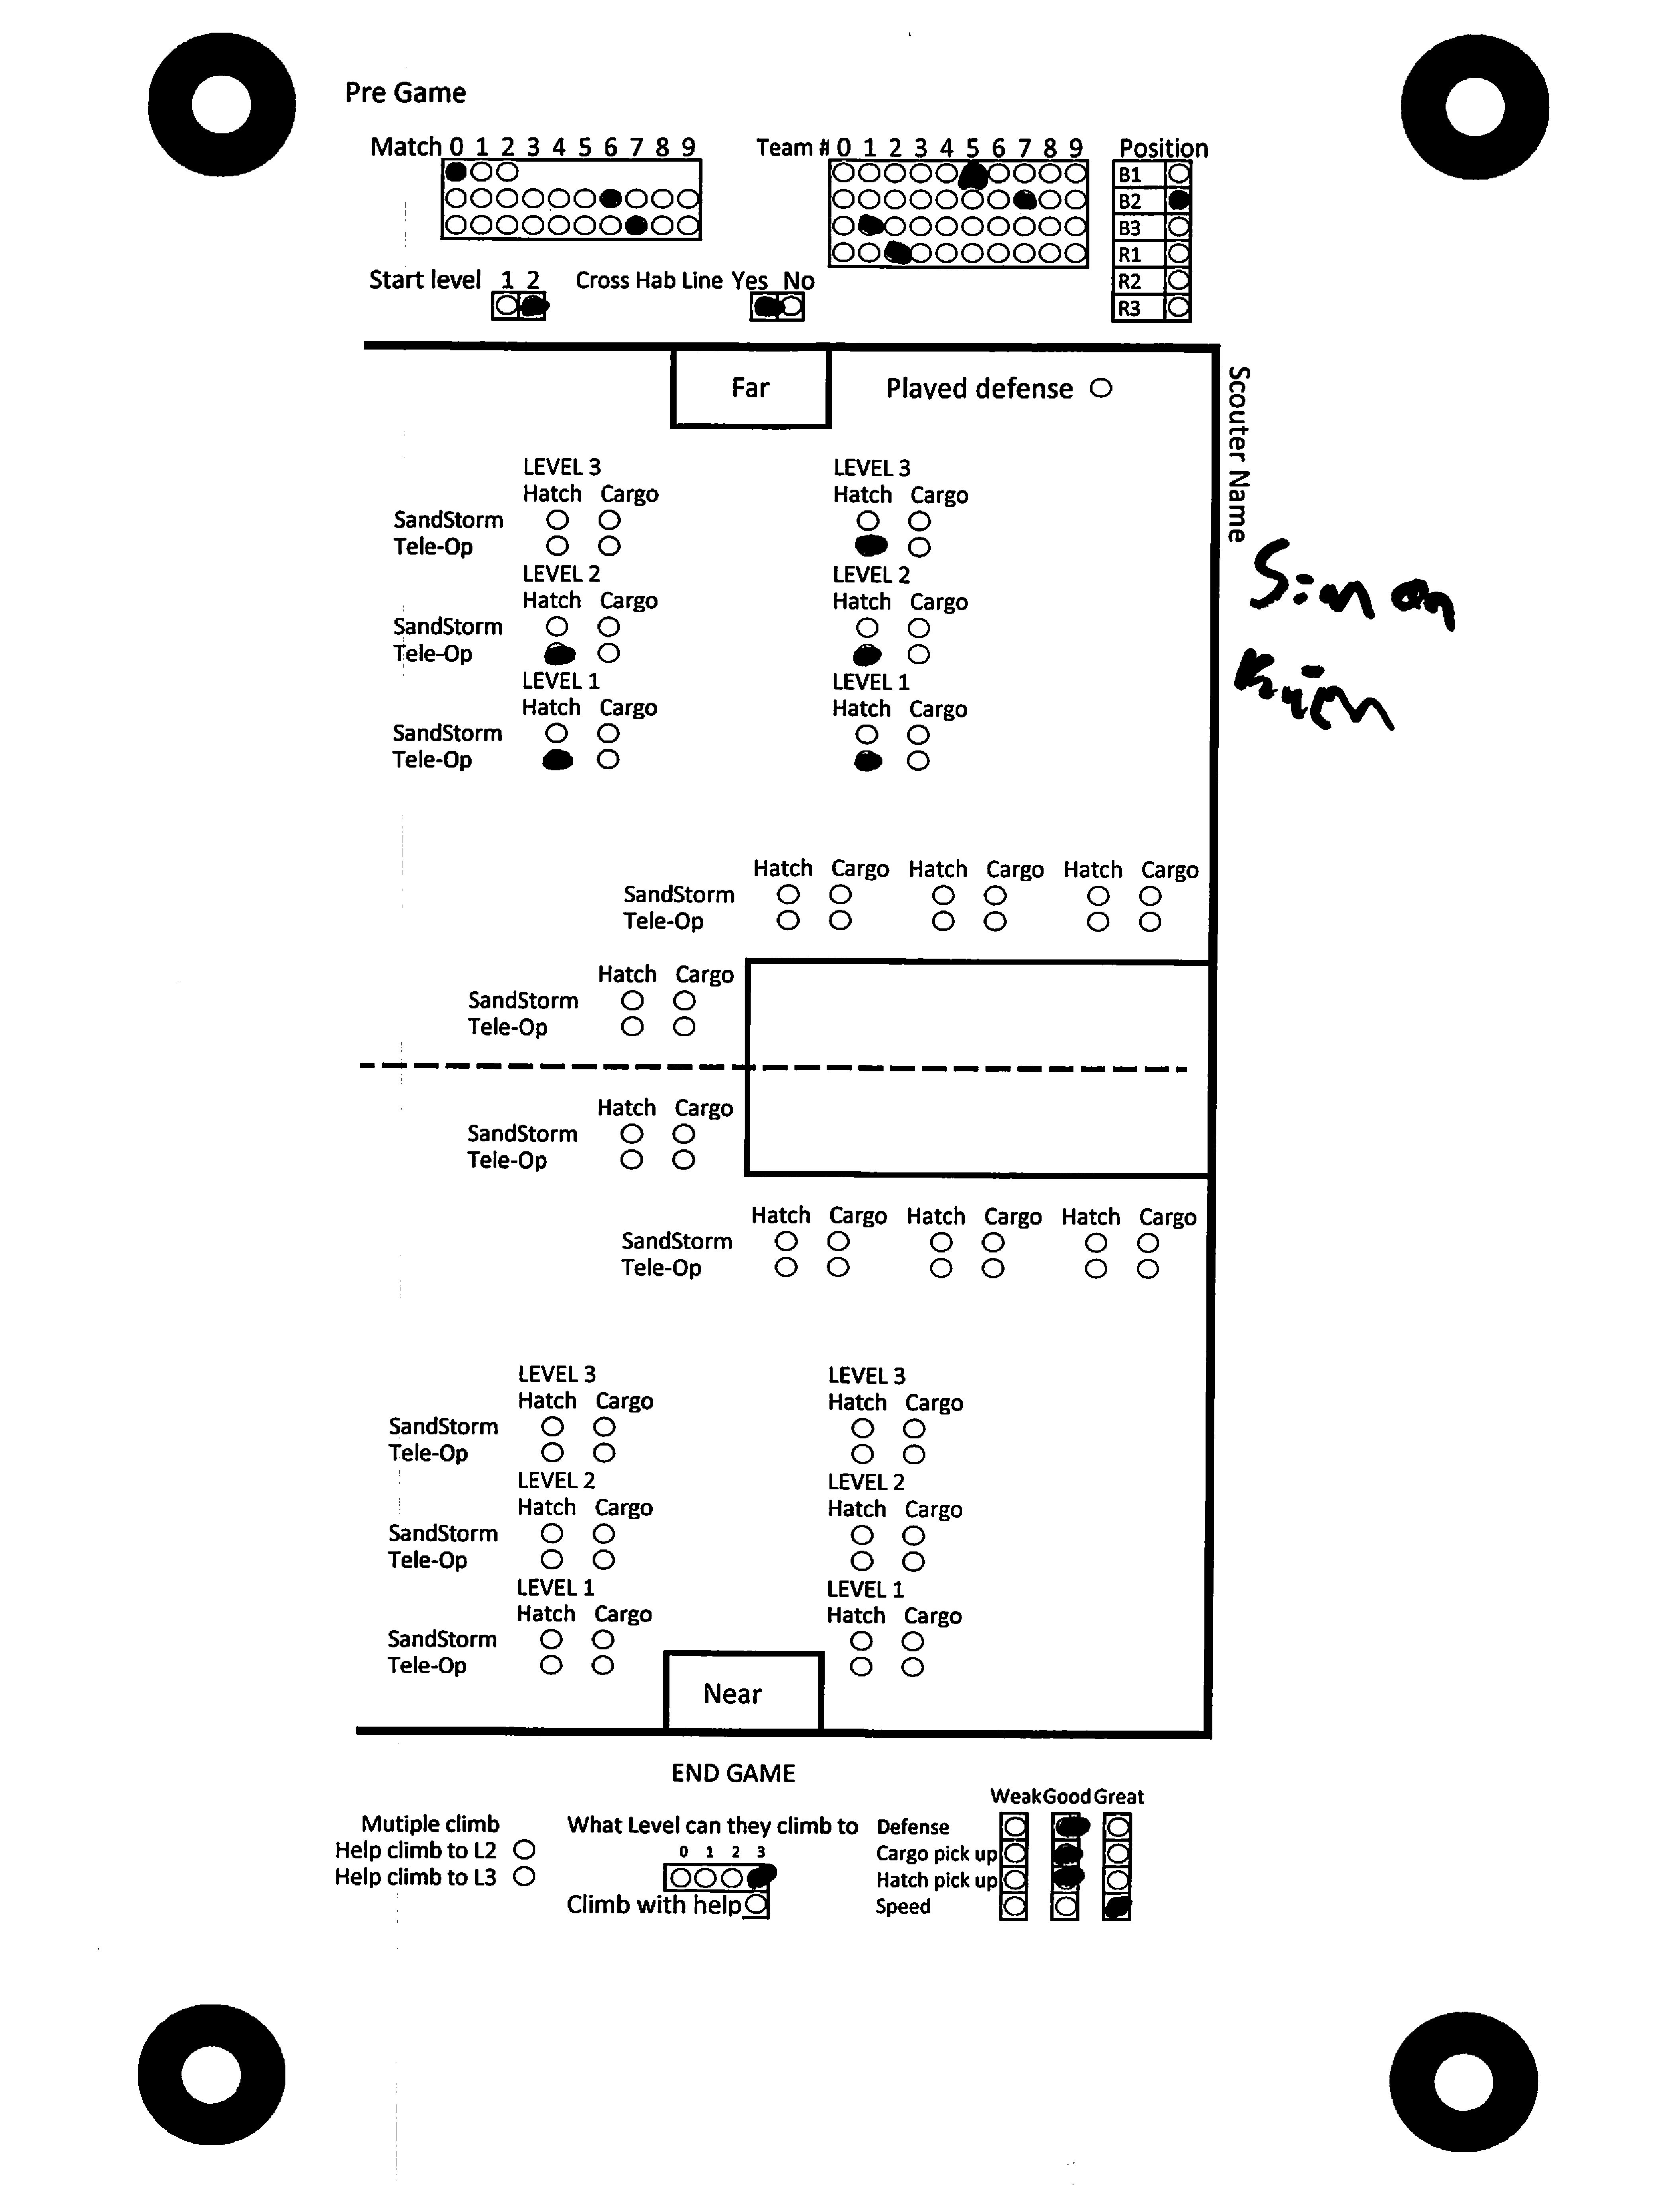 Pre Game
Match 0 1 2 3 4 5 6 7 8 9
Team # 0 1 2 3 4 5 6 7 8 9
Position
B1
B2
B3
R1
R2
R3
Start level 1 2 Cross Hab Line Yes No
Far
Played defense
Scouter Name
Simon
LEVEL 3 LEVEL 3
Hatch Cargo Hatch Cargo
SandStorm
Tele-Op
LEVEL 2 LEVEL 2
Hatch Cargo Hatch Cargo
SandStorm
Tele-Op
LEVEL 1 LEVEL 1
Hatch Cargo Hatch Cargo
SandStorm
Tele-Op
Hatch Cargo Hatch Cargo Hatch Cargo
SandStorm
Tele-Op
Hatch Cargo
SandStorm
Tele-Op
Hatch Cargo
SandStorm
Tele-Op
Hatch Cargo Hatch Cargo Hatch Cargo
SandStorm
Tele-Op
LEVEL 3 LEVEL 3
Hatch Cargo Hatch Cargo
SandStorm
Tele-Op
LEVEL 2 LEVEL 2
Hatch Cargo Hatch Cargo
SandStorm
Tele-Op
LEVEL 1 LEVEL 1
Hatch Cargo Hatch Cargo
SandStorm
Tele-Op
Near
END GAME
Mutiple climb
Help climb to L2
Help climb to L3
What Level can they climb to
0 1 2 3
Climb with help
Weak Good Great
Defense
Cargo pick up
Hatch pick up
Speed